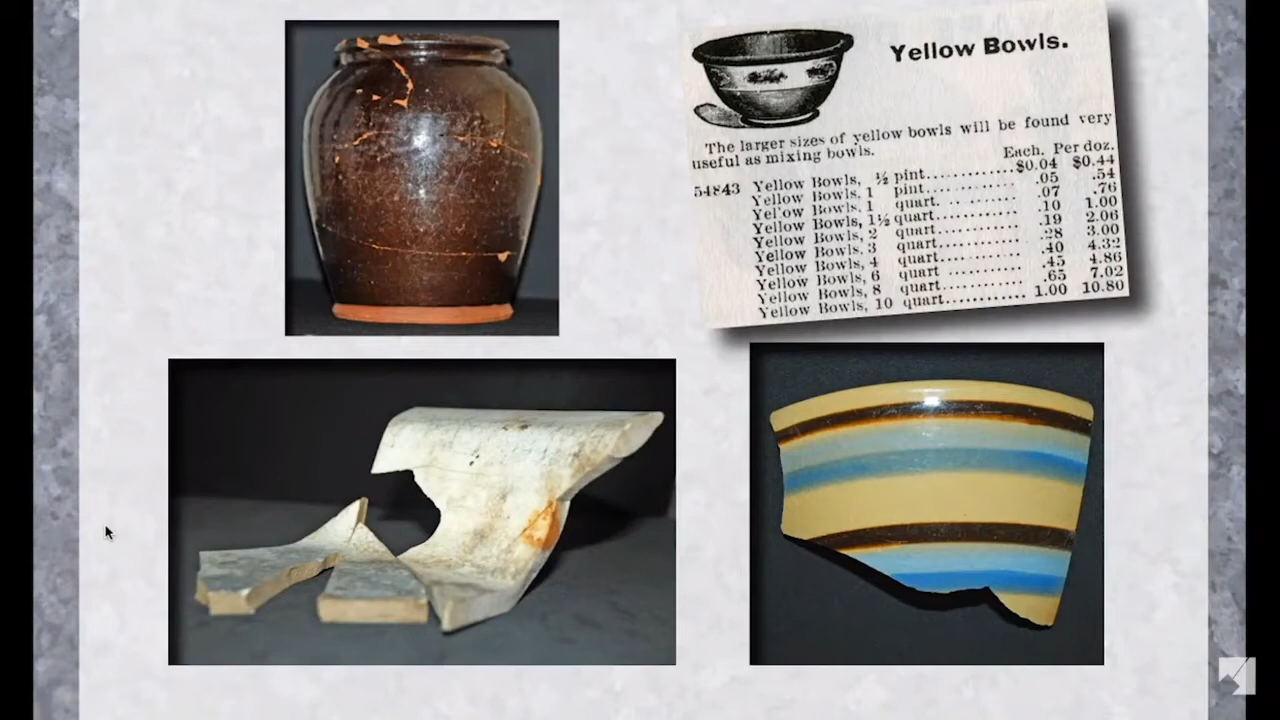 Yellow Bowls.
The larger sizes of yellow bowls will be found very
useful as mixing bowls.
Each. Per doz.
54843 Yellow Bowls, ½ pint............$0.04 $0.44
Yellow Bowls, 1 pint............ .05 .54
Yellow Bowls, 1 quart............ .07 .76
Yellow Bowls, 1½ quart............ .10 1.00
Yellow Bowls, 2 quart............ .19 2.06
Yellow Bowls, 3 quart............ .28 3.00
Yellow Bowls, 4 quart............ .40 4.32
Yellow Bowls, 6 quart............ .45 4.86
Yellow Bowls, 8 quart............ .65 7.02
Yellow Bowls, 10 quart............ 1.00 10.80